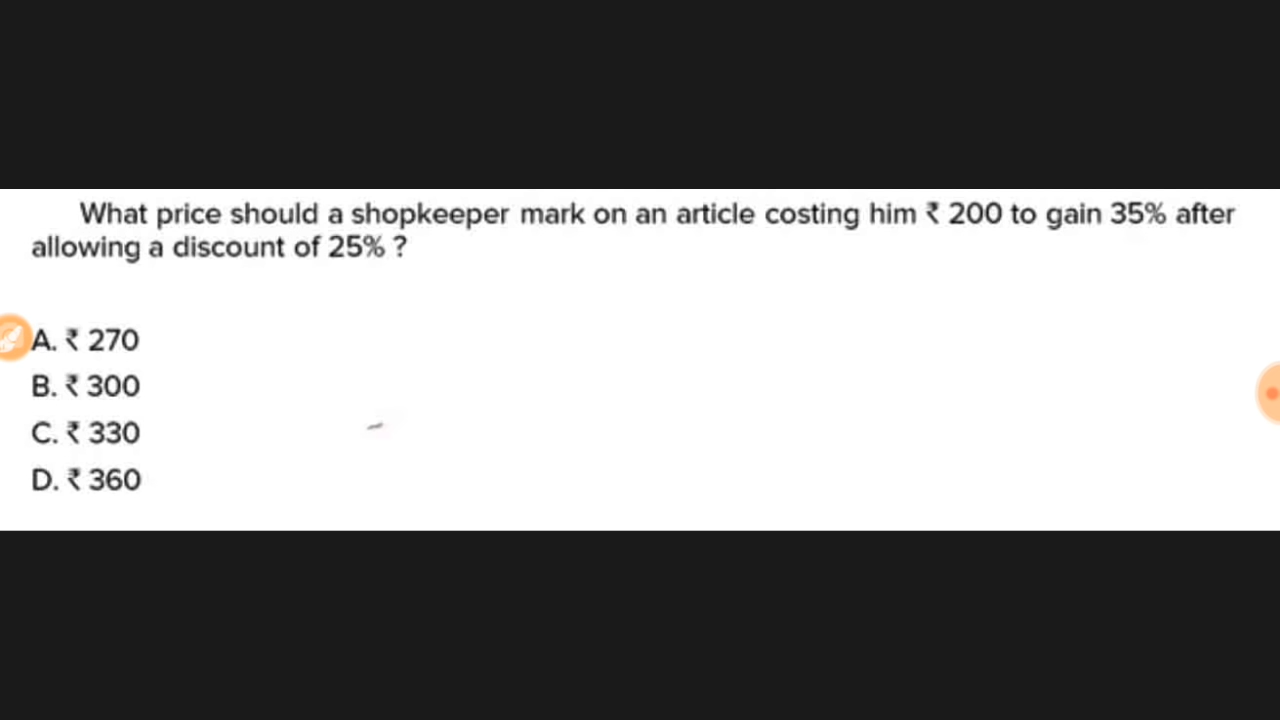 What price should a shopkeeper mark on an article costing him ₹ 200 to gain 35% after
allowing a discount of 25% ?
A. ₹ 270
B. ₹ 300
C. ₹ 330
D. ₹ 360